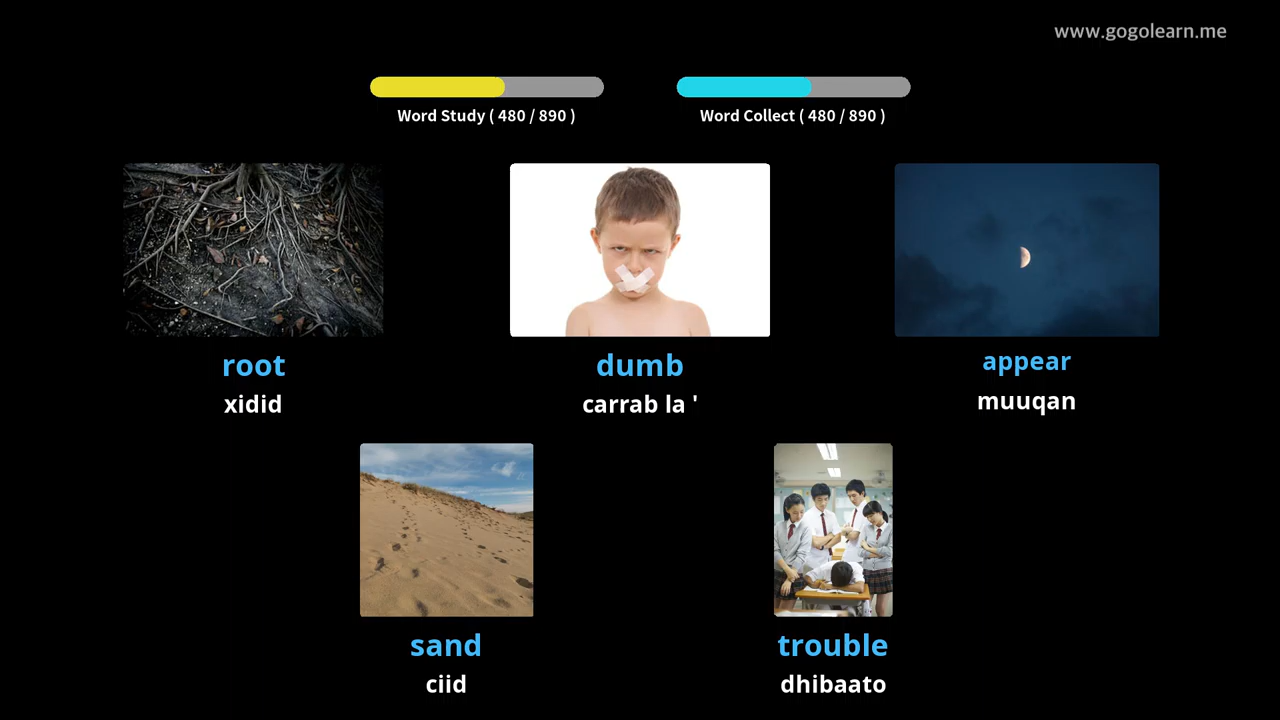 www.gogolearn.me
Word Study ( 480 / 890 )
Word Collect ( 480 / 890 )
root
xidid
dumb
carrab la '
appear
muuqan
sand
ciid
trouble
dhibaato